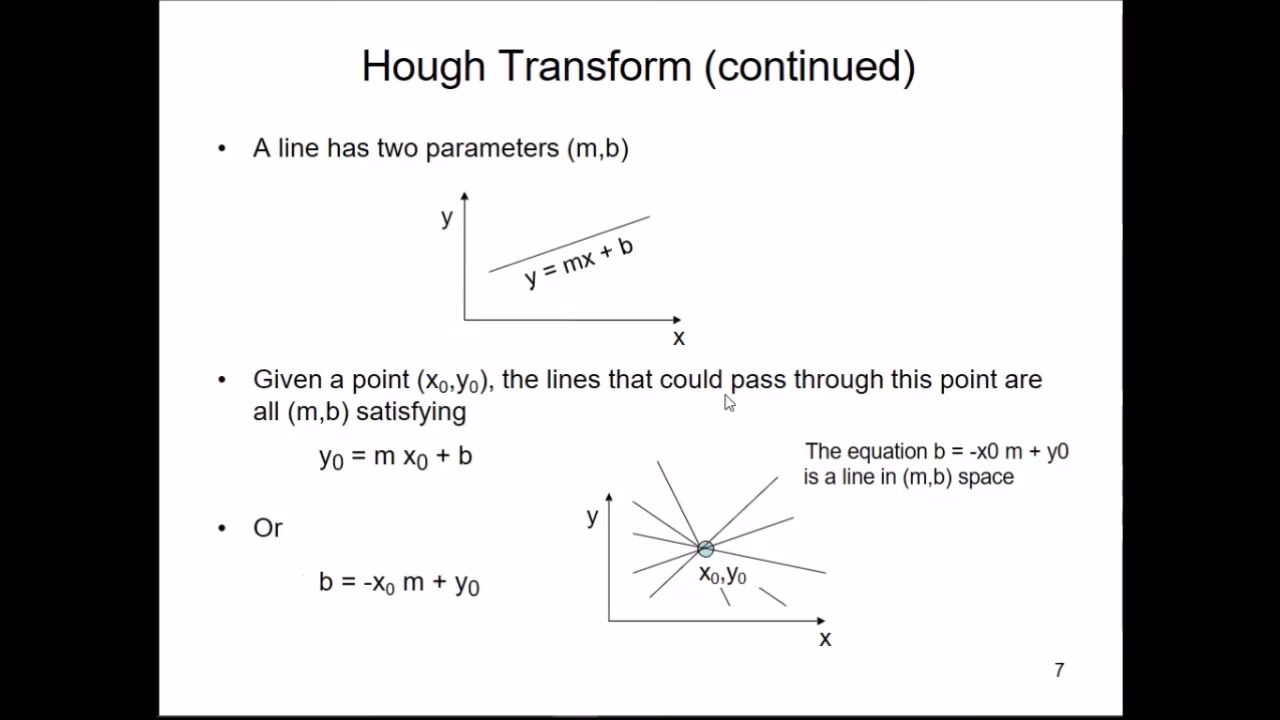 Hough Transform (continued)
• A line has two parameters (m,b)
y
y = mx + b
x
• Given a point (x₀,y₀), the lines that could pass through this point are
all (m,b) satisfying
y₀ = m x₀ + b
The equation b = -x0 m + y0
is a line in (m,b) space
y
• Or
x₀,y₀
b = -x₀ m + y₀
x
7